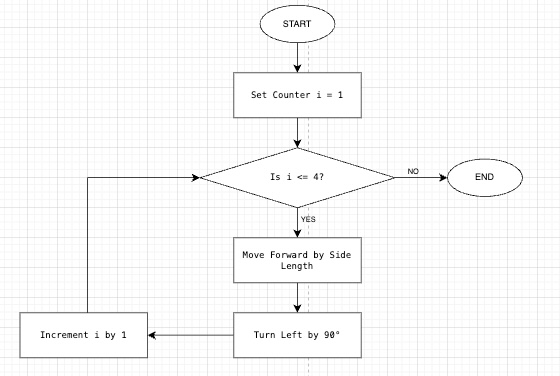 START
Set Counter i = 1
Is i <= 4?
NO
END
YES
Move Forward by Side
Length
Increment i by 1
Turn Left by 90°